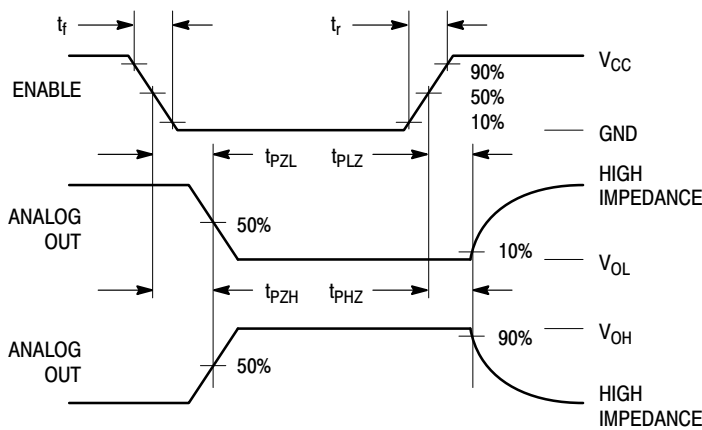 tf
tr
ENABLE
90%
50%
10%
VCC
GND
tPZL
tPLZ
ANALOG
OUT
50%
10%
HIGH
IMPEDANCE
VOL
tPZH
tPHZ
ANALOG
OUT
50%
90%
VOH
HIGH
IMPEDANCE